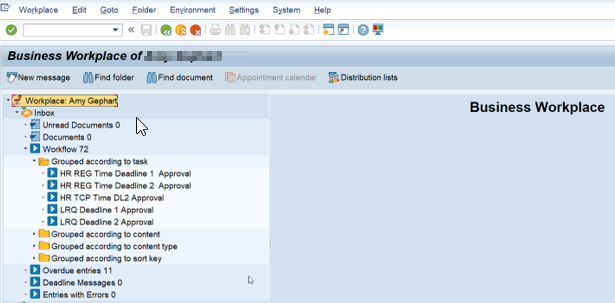 Workplace Edit Goto Folder Environment Settings System Help
Business Workplace of
New message Find folder Find document Appointment calendar Distribution lists
Workplace: Amy Gephart
Business Workplace
Inbox
Unread Documents 0
Documents 0
Workflow 72
Grouped according to task
HR REG Time Deadline 1 Approval
HR REG Time Deadline 2 Approval
HR TCP Time DL2 Approval
LRQ Deadline 1 Approval
LRQ Deadline 2 Approval
Grouped according to content
Grouped according to content type
Grouped according to sort key
Overdue entries 11
Deadline Messages 0
Entries with Errors 0